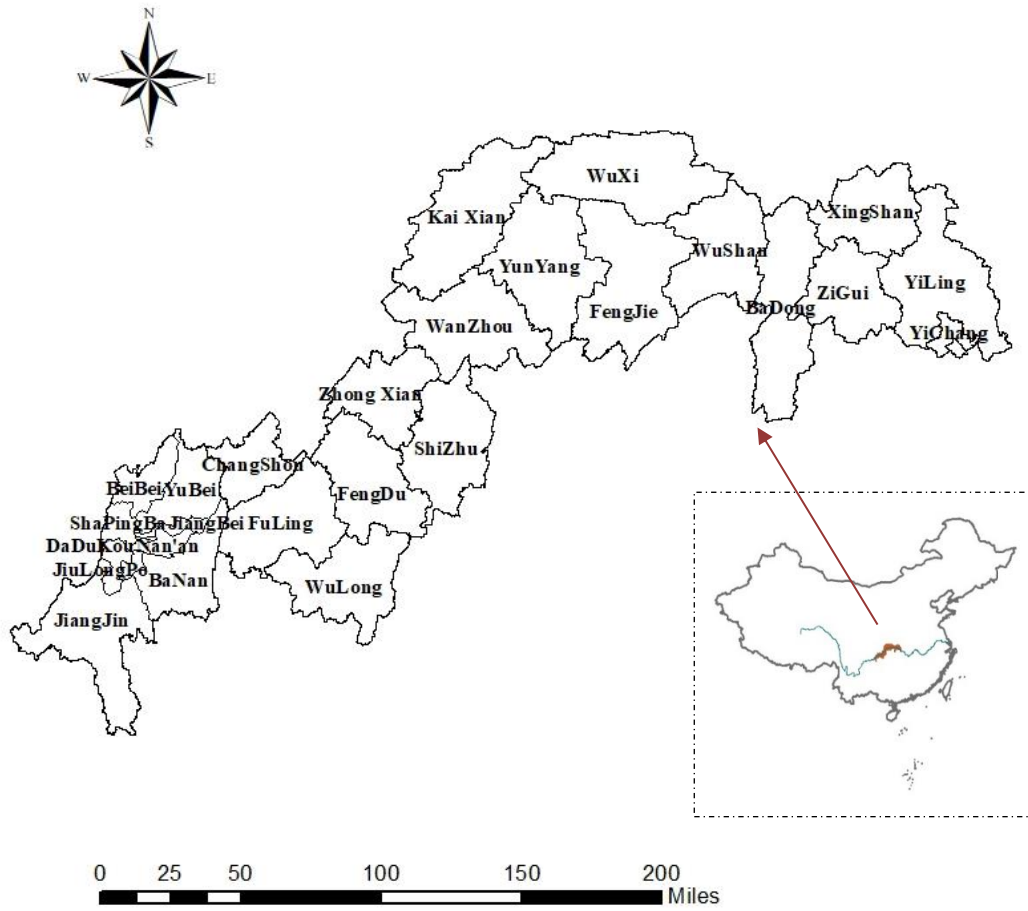 N
W E
S
WuXi
XingShan
Kai Xian
WuShan
YunYang
YiLing
ZiGui
BaDong
FengJie
WanZhou
YiChang
Zhong Xian
ShiZhu
ChangShou
BeiBei YuBei
FengDu
ShaPingBa JiangBei FuLing
DaDuKou Nan'an
JiuLongPo
BaNan
WuLong
JiangJin
0 25 50 100 150 200
Miles